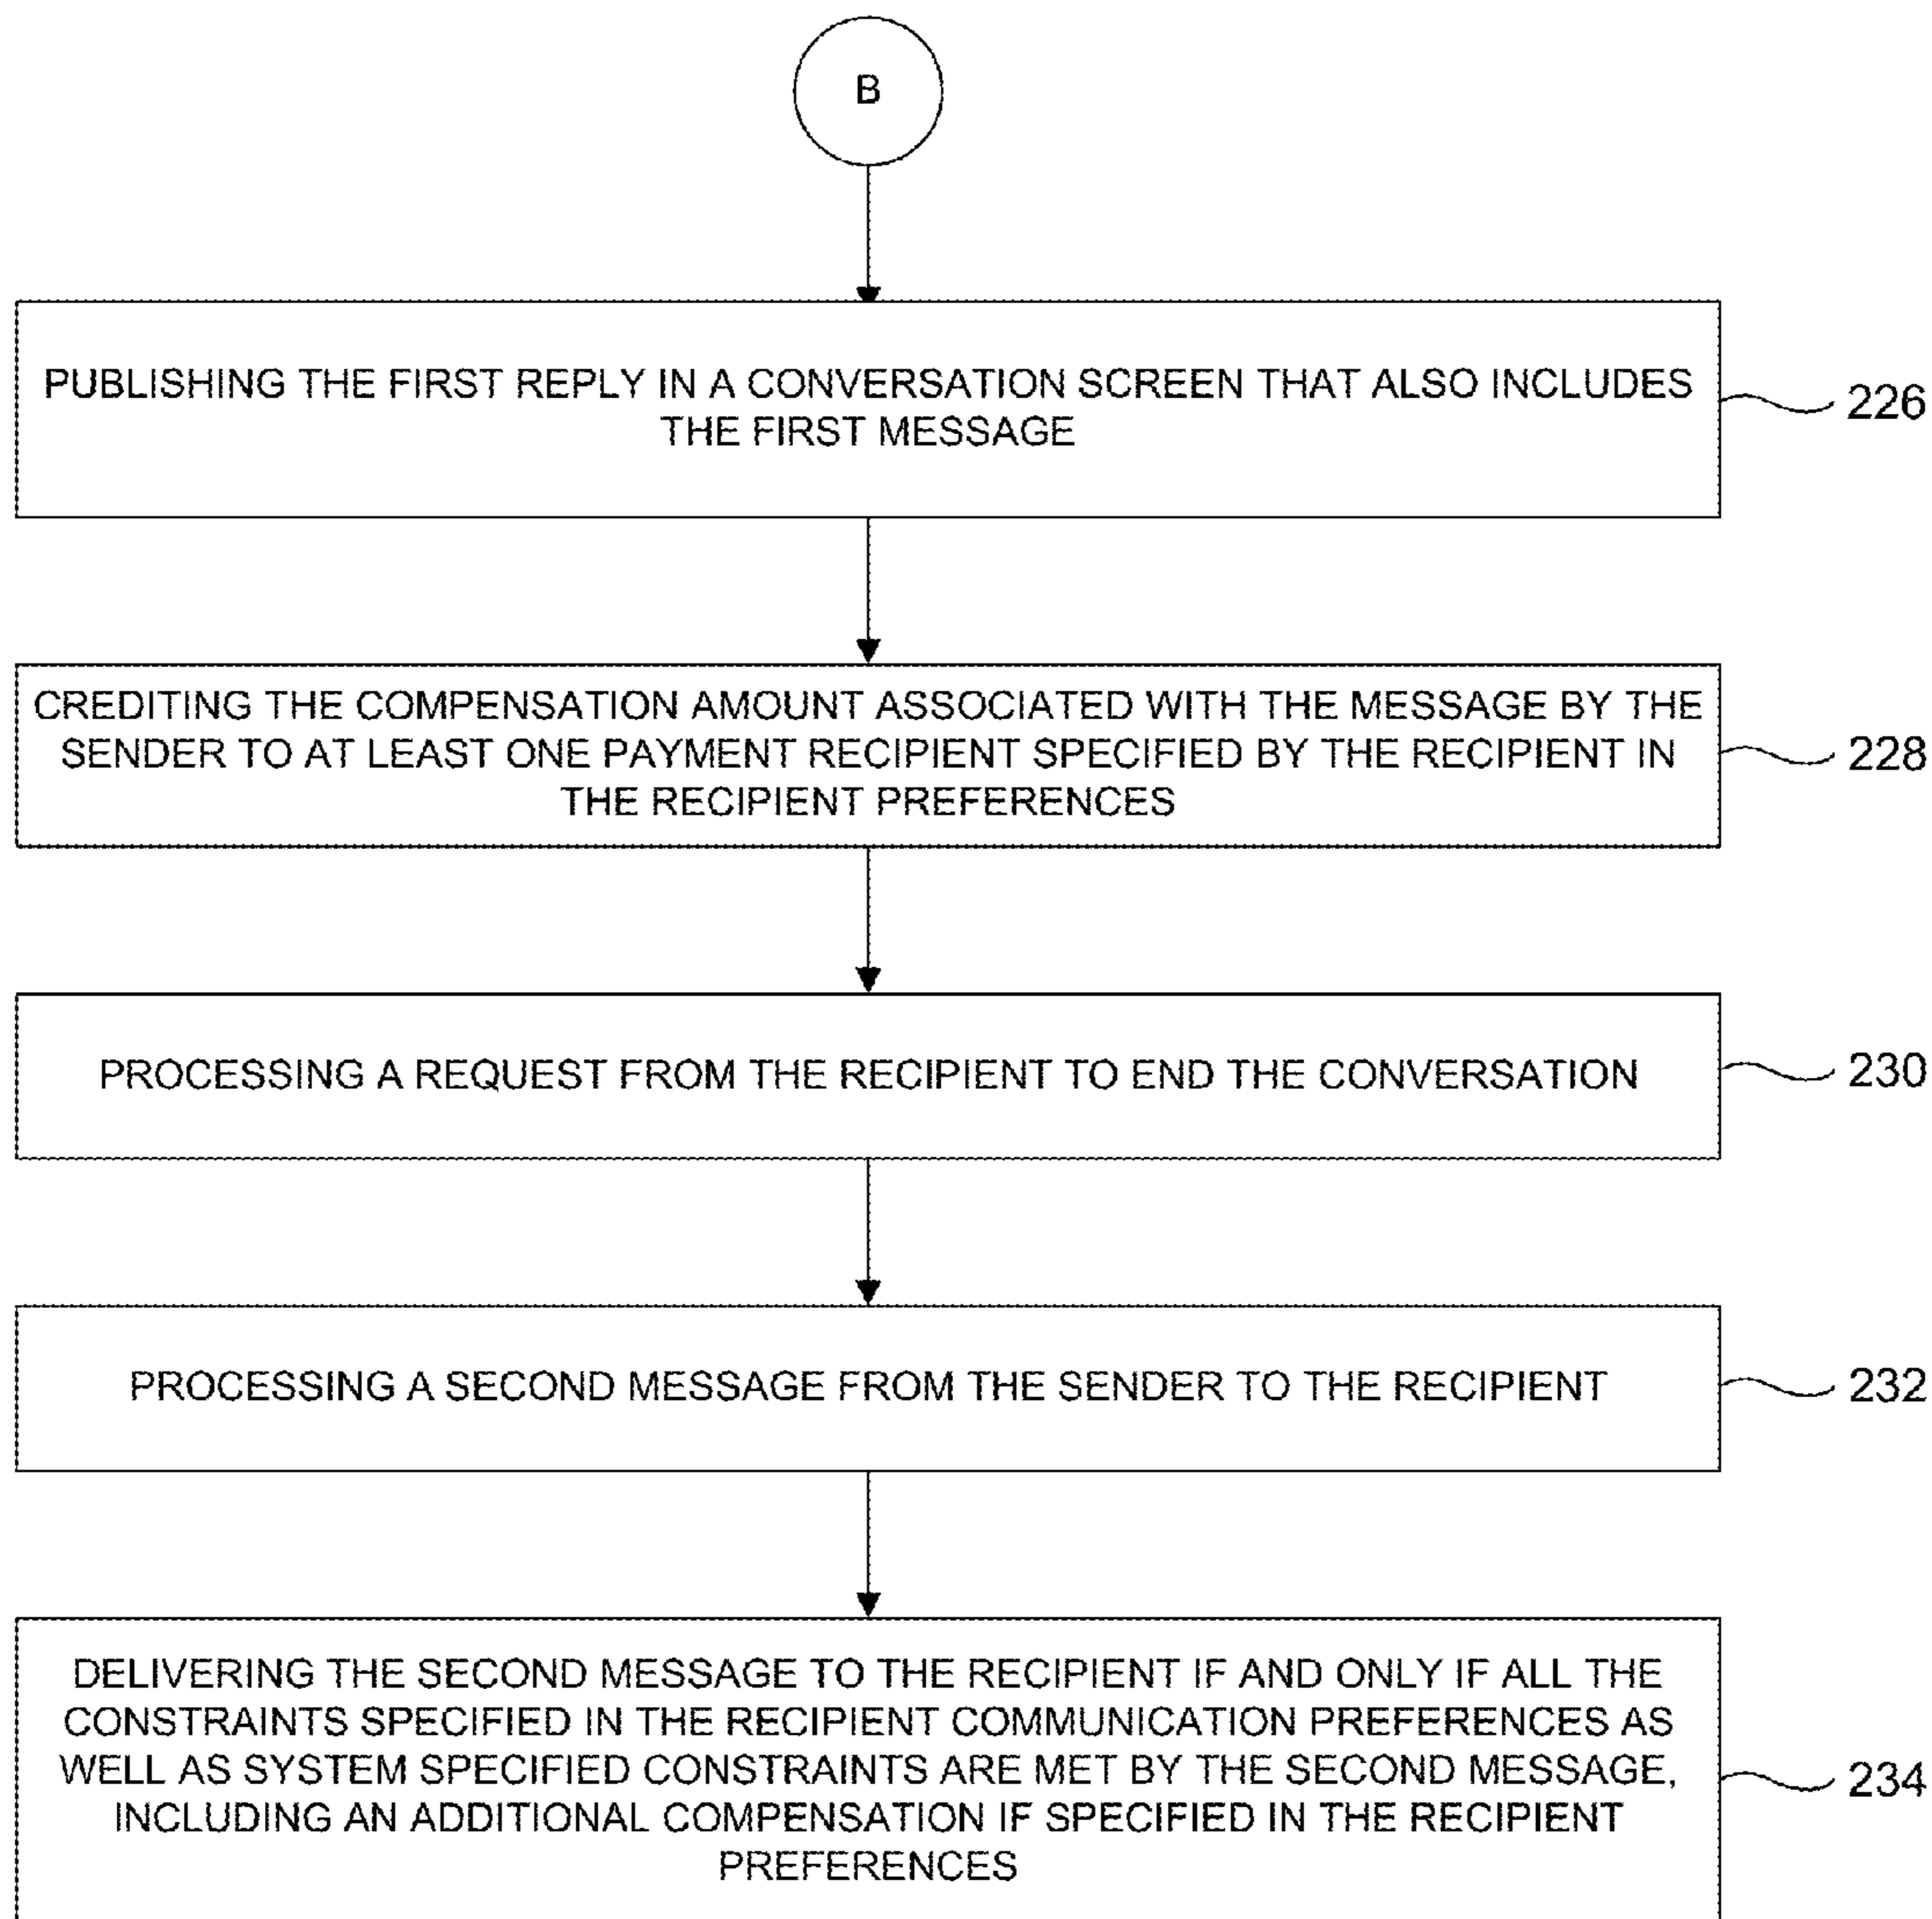 B
PUBLISHING THE FIRST REPLY IN A CONVERSATION SCREEN THAT ALSO INCLUDES
THE FIRST MESSAGE
226
CREDITING THE COMPENSATION AMOUNT ASSOCIATED WITH THE MESSAGE BY THE
SENDER TO AT LEAST ONE PAYMENT RECIPIENT SPECIFIED BY THE RECIPIENT IN
THE RECIPIENT PREFERENCES
228
PROCESSING A REQUEST FROM THE RECIPIENT TO END THE CONVERSATION
230
PROCESSING A SECOND MESSAGE FROM THE SENDER TO THE RECIPIENT
232
DELIVERING THE SECOND MESSAGE TO THE RECIPIENT IF AND ONLY IF ALL THE
CONSTRAINTS SPECIFIED IN THE RECIPIENT COMMUNICATION PREFERENCES AS
WELL AS SYSTEM SPECIFIED CONSTRAINTS ARE MET BY THE SECOND MESSAGE,
INCLUDING AN ADDITIONAL COMPENSATION IF SPECIFIED IN THE RECIPIENT
PREFERENCES
234